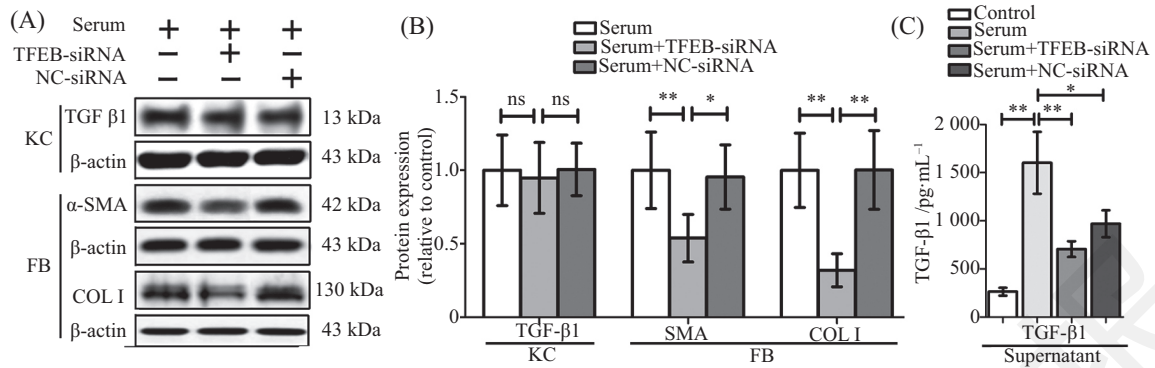 (A)
Serum + + +
TFEB-siRNA − + −
NC-siRNA − − +
KC
TGF β1 13 kDa
β-actin 43 kDa
FB
α-SMA 42 kDa
β-actin 43 kDa
COL I 130 kDa
β-actin 43 kDa
(B)
Serum
Serum+TFEB-siRNA
Serum+NC-siRNA
Protein expression
(relative to control)
1.5
1.0
0.5
0
ns ns
** *
** **
TGF-β1 SMA COL I
KC FB
(C)
Control
Serum
Serum+TFEB-siRNA
Serum+NC-siRNA
TGF-β1 /pg·mL⁻¹
2 000
1 500
1 000
500
0
*
** **
TGF-β1
Supernatant